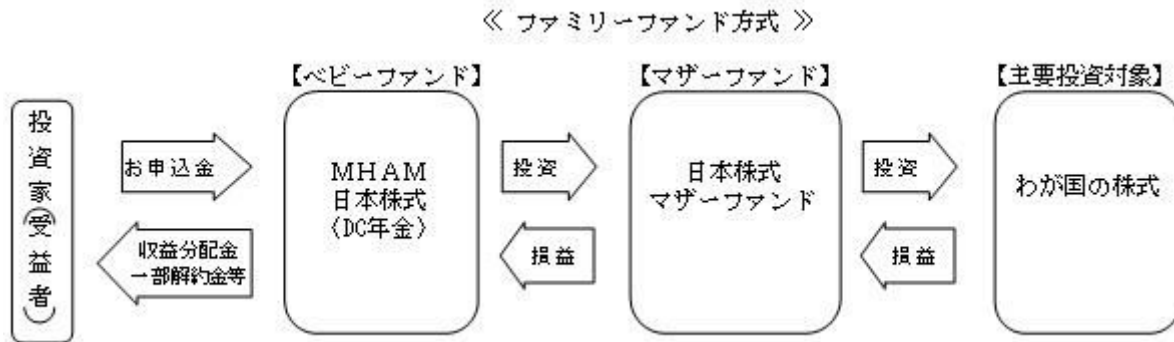 ≪ ファミリーファンド方式 ≫
【ベビーファンド】
【マザーファンド】
【主要投資対象】
投資家(受益者)
お申込金
収益分配金
一部解約金等
MHAM
日本株式
(DC年金)
投資
損益
日本株式
マザーファンド
投資
損益
わが国の株式